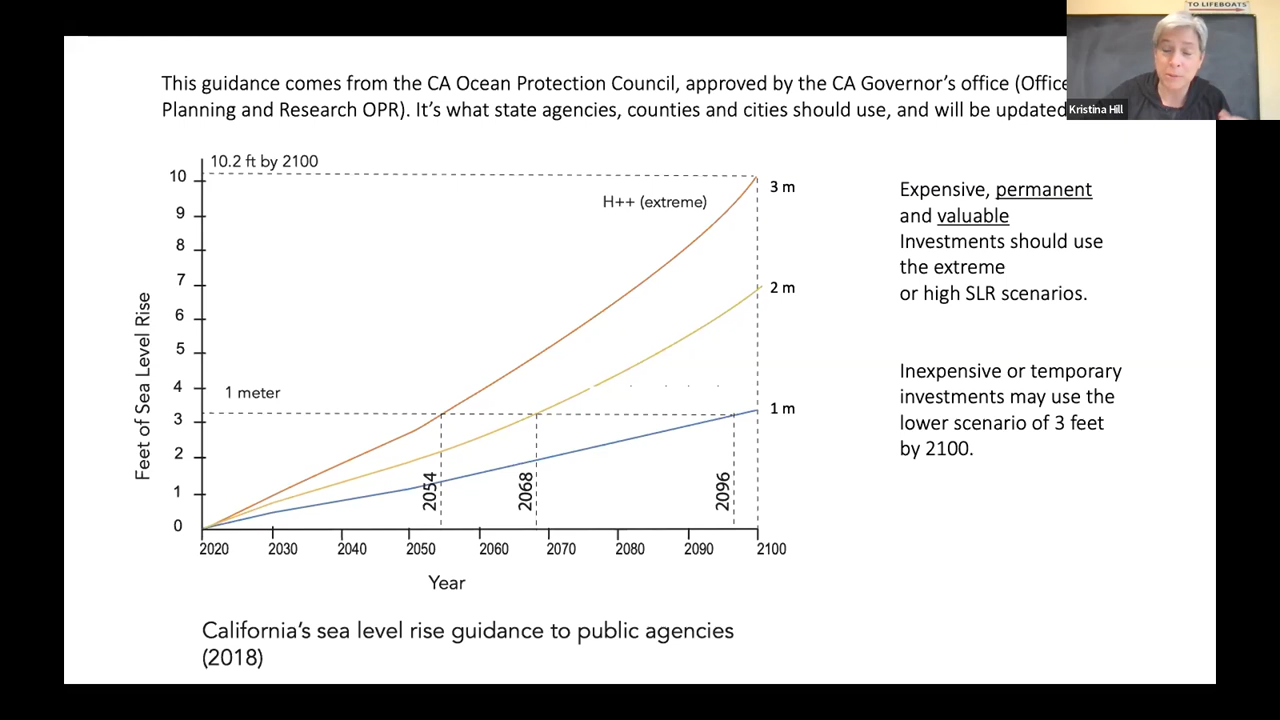 TO LIFEBOATS
Kristina Hill
This guidance comes from the CA Ocean Protection Council, approved by the CA Governor's office (Office
Planning and Research OPR). It's what state agencies, counties and cities should use, and will be updated
10.2 ft by 2100
H++ (extreme)
3 m
2 m
1 m
1 meter
10
9
8
7
6
5
4
3
2
1
0
Feet of Sea Level Rise
2054
2068
2096
2020 2030 2040 2050 2060 2070 2080 2090 2100
Year
Expensive, permanent
and valuable
Investments should use
the extreme
or high SLR scenarios.
Inexpensive or temporary
investments may use the
lower scenario of 3 feet
by 2100.
California's sea level rise guidance to public agencies
(2018)